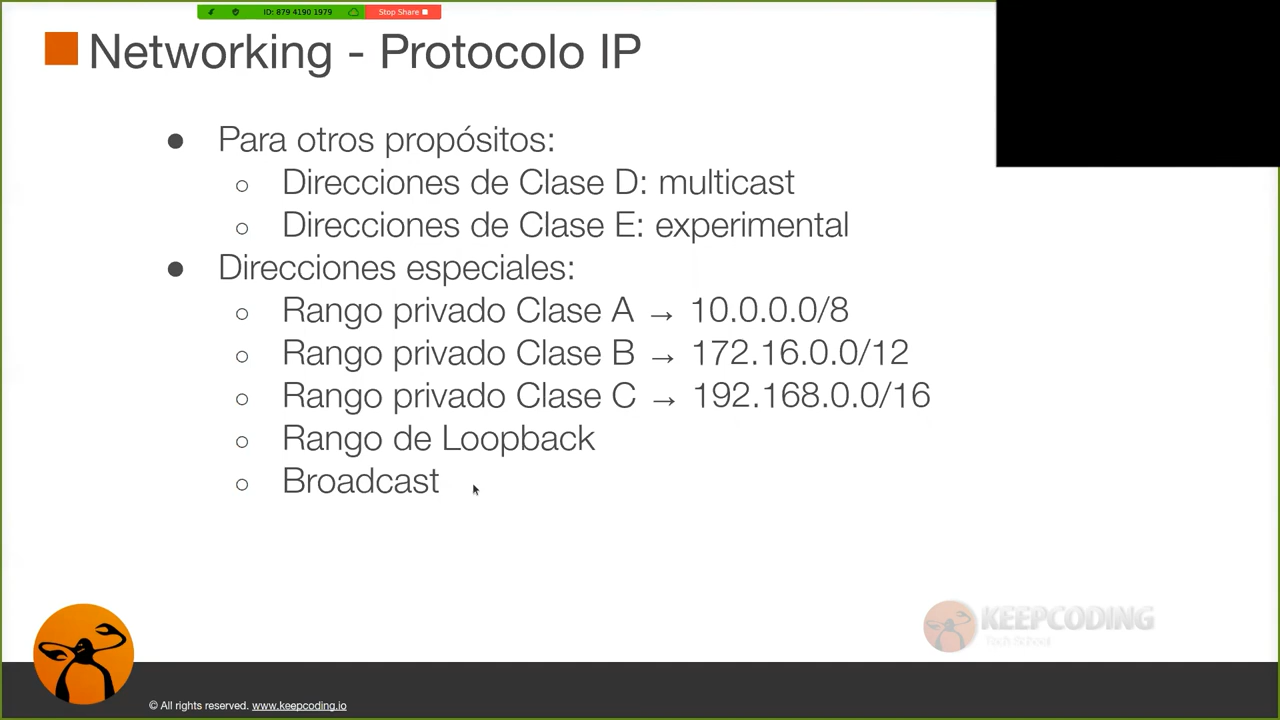 ID: 879 4190 1979 Stop Share
Networking - Protocolo IP
● Para otros propósitos:
○ Direcciones de Clase D: multicast
○ Direcciones de Clase E: experimental
● Direcciones especiales:
○ Rango privado Clase A → 10.0.0.0/8
○ Rango privado Clase B → 172.16.0.0/12
○ Rango privado Clase C → 192.168.0.0/16
○ Rango de Loopback
○ Broadcast
KEEPCODING
Tech School
© All rights reserved. www.keepcoding.io